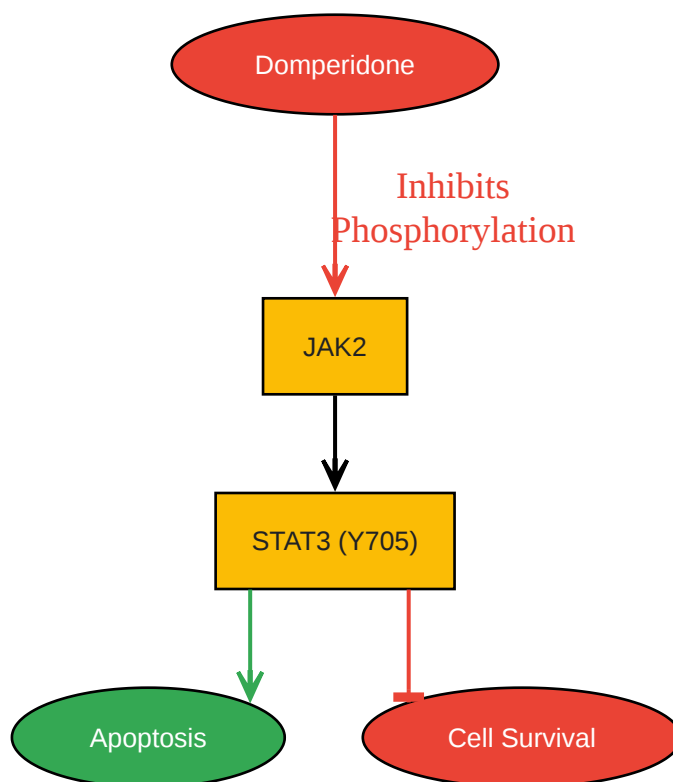 Domperidone
Inhibits
Phosphorylation
JAK2
STAT3 (Y705)
Apoptosis
Cell Survival